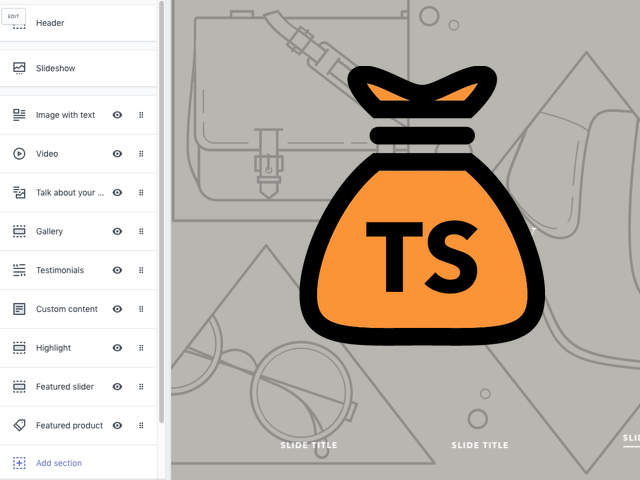 EDIT
Header
Slideshow
Image with text
Video
Talk about your ...
Gallery
Testimonials
Custom content
Highlight
Featured slider
Featured product
Add section
TS
SLIDE TITLE
SLIDE TITLE